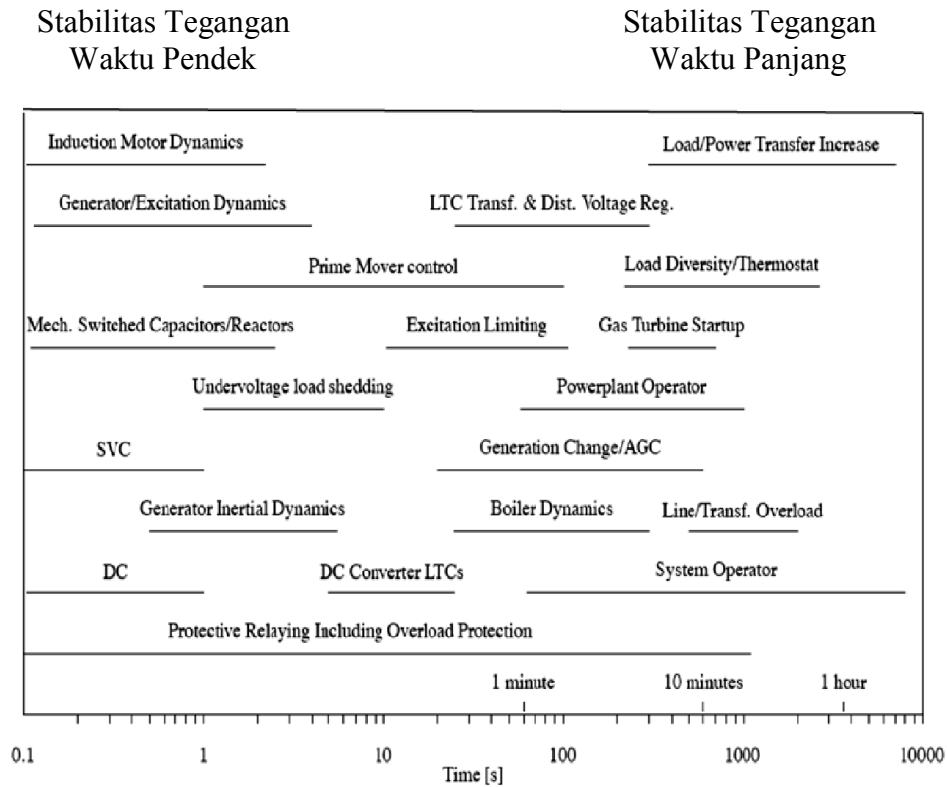 Stabilitas Tegangan
Waktu Pendek
Stabilitas Tegangan
Waktu Panjang
Induction Motor Dynamics
Load/Power Transfer Increase
Generator/Excitation Dynamics
LTC Transf. & Dist. Voltage Reg.
Prime Mover control
Load Diversity/Thermostat
Mech. Switched Capacitors/Reactors
Excitation Limiting
Gas Turbine Startup
Undervoltage load shedding
Powerplant Operator
SVC
Generation Change/AGC
Generator Inertial Dynamics
Boiler Dynamics
Line/Transf. Overload
DC
DC Converter LTCs
System Operator
Protective Relaying Including Overload Protection
1 minute
10 minutes
1 hour
0.1
1
10
100
1000
10000
Time [s]